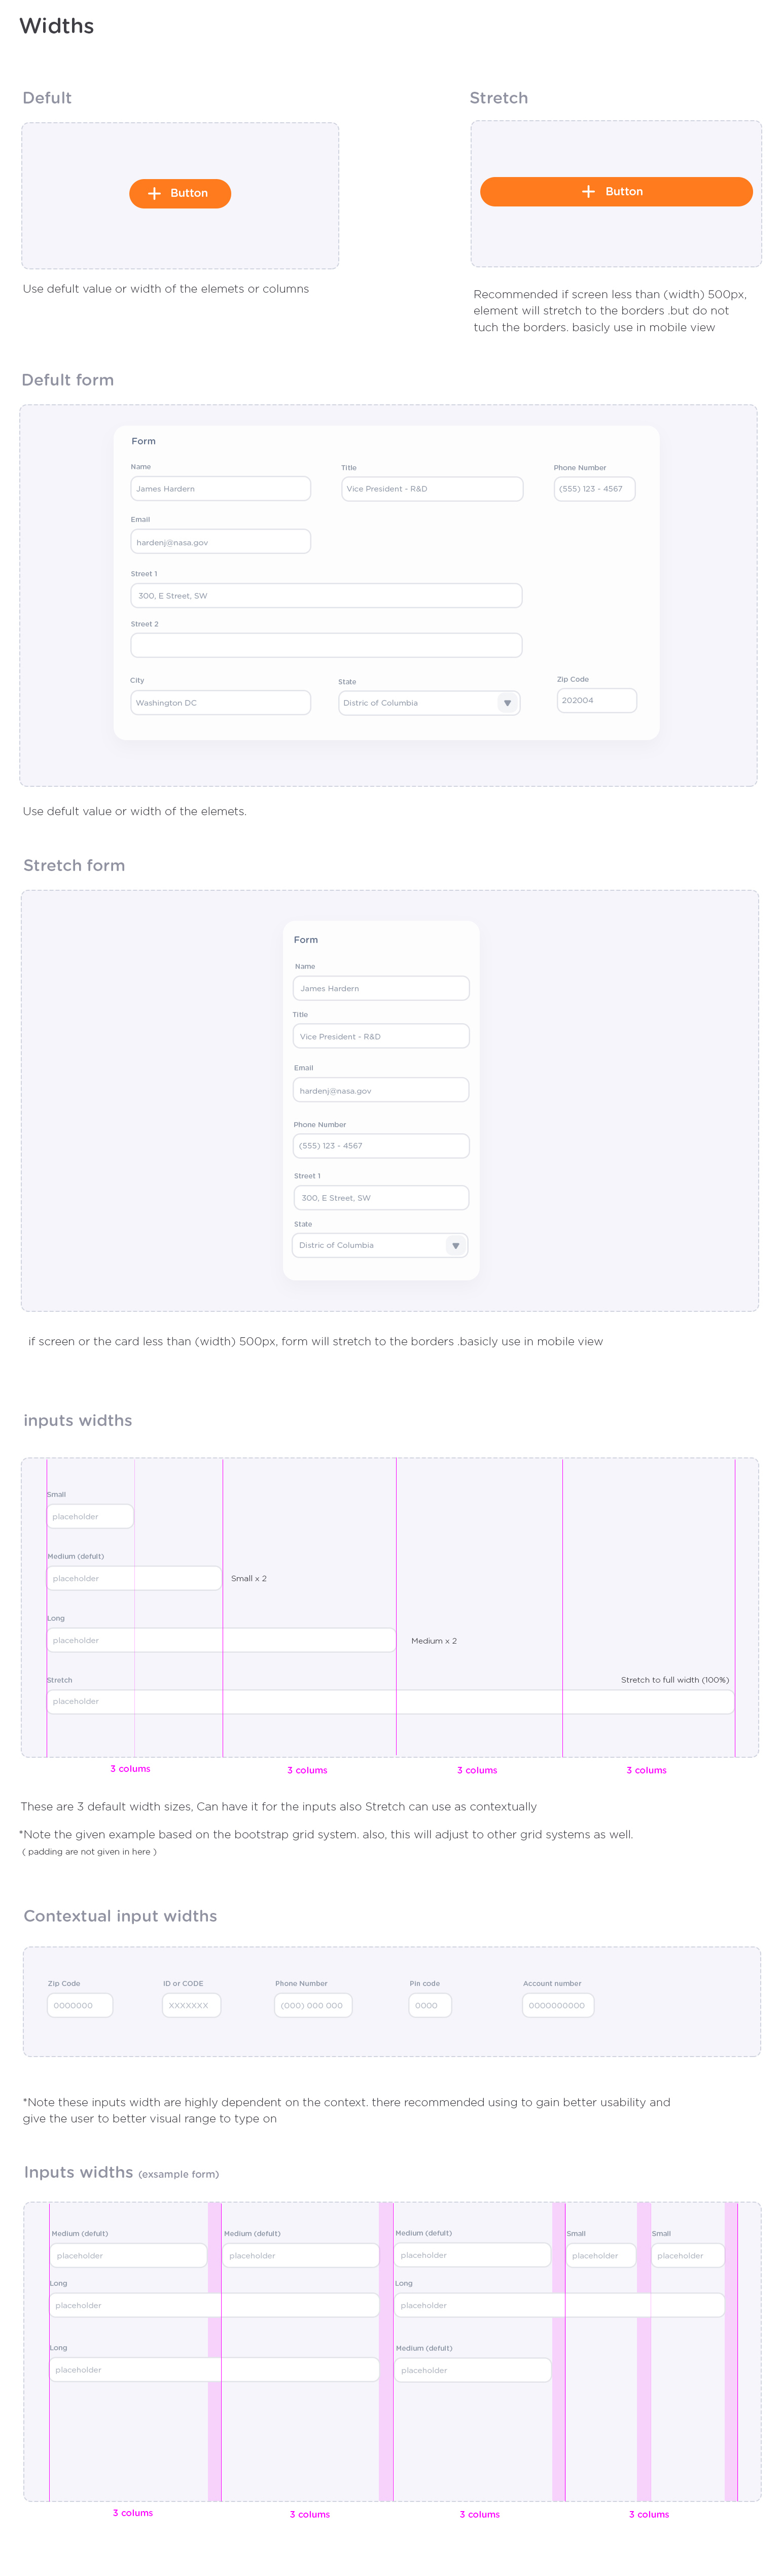 Widths
Defult
Stretch
Button
Button
Use defult value or width of the elemets or columns
Recommended if screen less than (width) 500px,
element will stretch to the borders .but do not
tuch the borders. basicly use in mobile view
Defult form
Form
Name
Title
Phone Number
James Hardern
Vice President - R&D
(555) 123 - 4567
Email
hardenj@nasa.gov
Street 1
300, E Street, SW
Street 2
City
State
Zip Code
Washington DC
Distric of Columbia
202004
Use defult value or width of the elemets.
Stretch form
Form
Name
James Hardern
Title
Vice President - R&D
Email
hardenj@nasa.gov
Phone Number
(555) 123 - 4567
Street 1
300, E Street, SW
State
Distric of Columbia
if screen or the card less than (width) 500px, form will stretch to the borders .basicly use in mobile view
inputs widths
Small
placeholder
Medium (defult)
placeholder
Small x 2
Long
placeholder
Medium x 2
Stretch
Stretch to full width (100%)
placeholder
3 colums
3 colums
3 colums
3 colums
These are 3 default width sizes, Can have it for the inputs also Stretch can use as contextually
*Note the given example based on the bootstrap grid system. also, this will adjust to other grid systems as well.
( padding are not given in here )
Contextual input widths
Zip Code
ID or CODE
Phone Number
Pin code
Account number
0000000
XXXXXXX
(000) 000 000
0000
0000000000
*Note these inputs width are highly dependent on the context. there recommended using to gain better usability and
give the user to better visual range to type on
Inputs widths (exsample form)
Medium (defult)
Medium (defult)
Medium (defult)
Small
Small
placeholder
placeholder
placeholder
placeholder
placeholder
Long
Long
placeholder
placeholder
Long
Medium (defult)
placeholder
placeholder
3 colums
3 colums
3 colums
3 colums